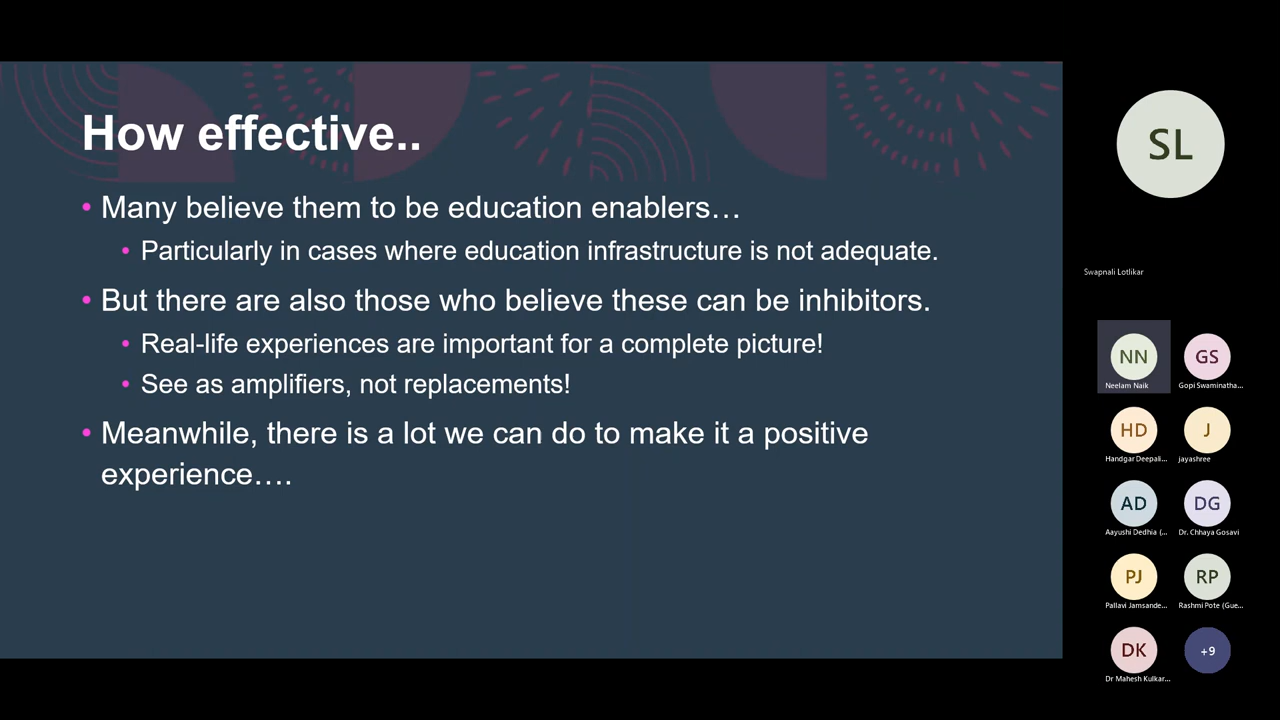 How effective..
• Many believe them to be education enablers…
• Particularly in cases where education infrastructure is not adequate.
• But there are also those who believe these can be inhibitors.
• Real-life experiences are important for a complete picture!
• See as amplifiers, not replacements!
• Meanwhile, there is a lot we can do to make it a positive
experience….
SL
Swapnali Lotlikar
NN
Neelam Naik
GS
Gopi Swaminatha...
HD
Handgar Deepali...
J
jayashree
AD
Aayushi Dedhia (...
DG
Dr. Chhaya Gosavi
PJ
Pallavi Jamsande...
RP
Rashmi Pote (Gue...
DK
Dr Mahesh Kulkar...
+9